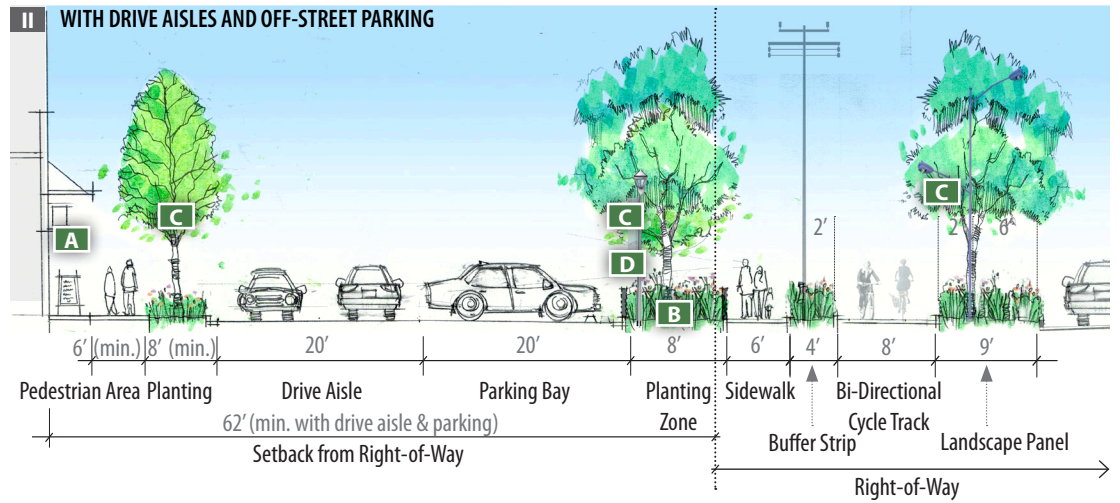 II WITH DRIVE AISLES AND OFF-STREET PARKING
C
C
C
A
2’ 2’ 6’
D
B
6’ (min.) 8’ (min.) 20’ 20’ 8’ 6’ 4’ 8’ 9’
Pedestrian Area Planting Drive Aisle Parking Bay Planting Sidewalk Bi-Directional
Zone Cycle Track
62’ (min. with drive aisle & parking)
Buffer Strip Landscape Panel
Setback from Right-of-Way
Right-of-Way